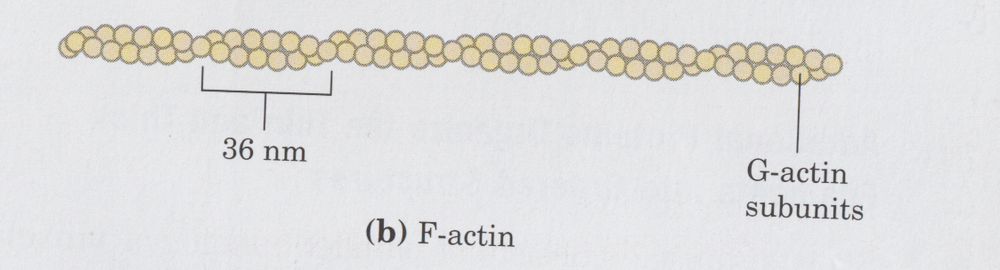 36 nm
G-actin
subunits
(b) F-actin